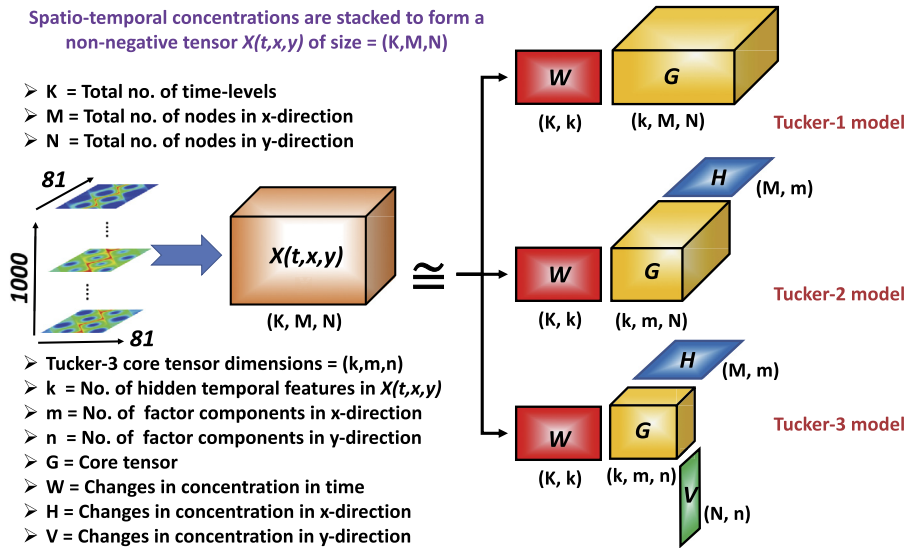 Spatio-temporal concentrations are stacked to form a
non-negative tensor X(t,x,y) of size = (K,M,N)
➢ K = Total no. of time-levels
➢ M = Total no. of nodes in x-direction
➢ N = Total no. of nodes in y-direction
81
1000
81
X(t,x,y)
(K, M, N)
≅
W
G
(K, k)
(k, M, N)
Tucker-1 model
H
(M, m)
W
G
(K, k)
(k, m, N)
Tucker-2 model
H
(M, m)
W
G
(K, k)
(k, m, n)
V
(N, n)
Tucker-3 model
➢ Tucker-3 core tensor dimensions = (k,m,n)
➢ k = No. of hidden temporal features in X(t,x,y)
➢ m = No. of factor components in x-direction
➢ n = No. of factor components in y-direction
➢ G = Core tensor
➢ W = Changes in concentration in time
➢ H = Changes in concentration in x-direction
➢ V = Changes in concentration in y-direction